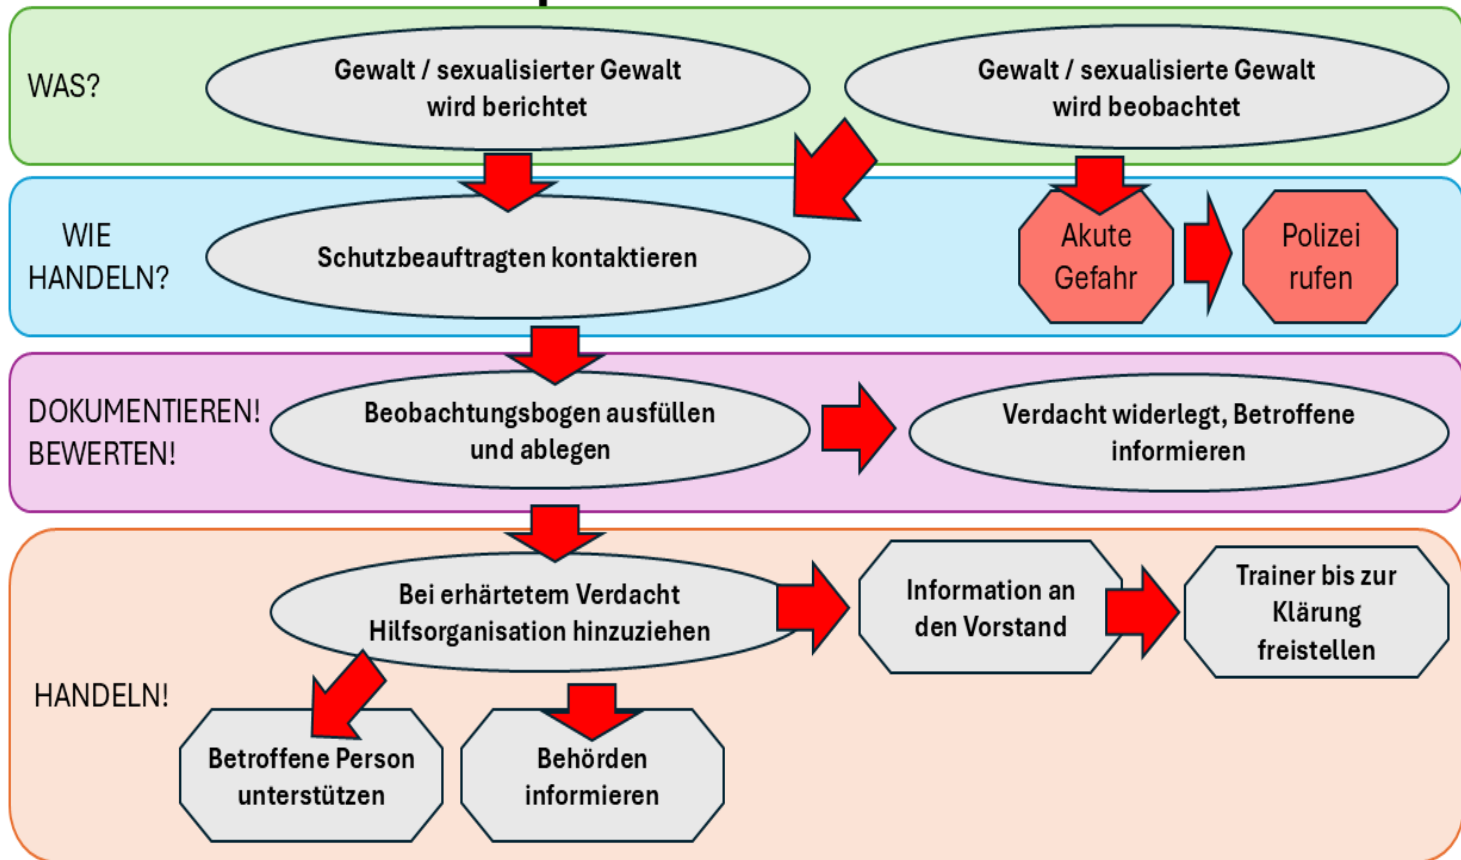 WAS?
Gewalt / sexualisierter Gewalt
wird berichtet
Gewalt / sexualisierte Gewalt
wird beobachtet
WIE
HANDELN?
Schutzbeauftragten kontaktieren
Akute
Gefahr
Polizei
rufen
DOKUMENTIEREN!
BEWERTEN!
Beobachtungsbogen ausfüllen
und ablegen
Verdacht widerlegt, Betroffene
informieren
HANDELN!
Bei erhärtetem Verdacht
Hilfsorganisation hinzuziehen
Information an
den Vorstand
Trainer bis zur
Klärung
freistellen
Betroffene Person
unterstützen
Behörden
informieren